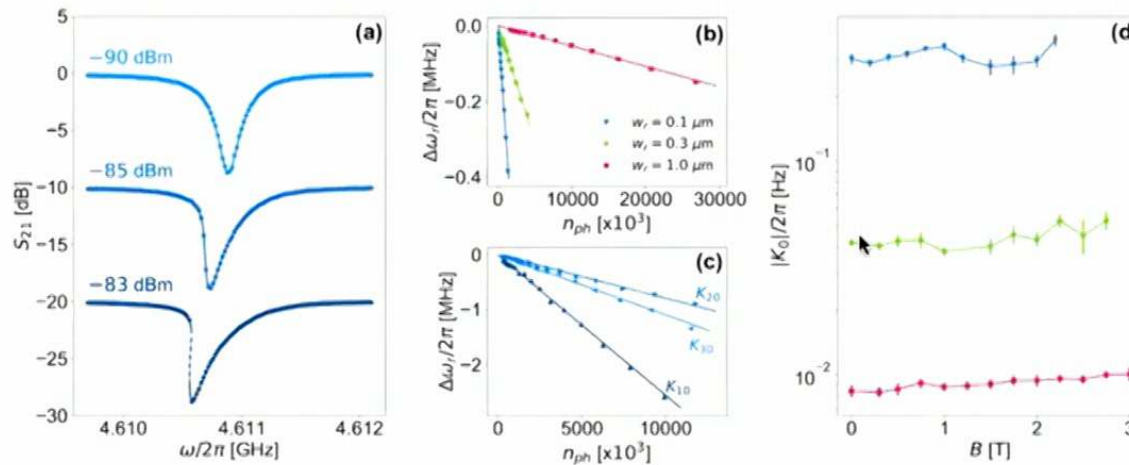 (a)
5
0
−5
−10
−15
−20
−25
−30
−90 dBm
−85 dBm
−83 dBm
S₂₁ [dB]
4.610 4.611 4.612
ω/2π [GHz]
(b)
0.0
−0.2
−0.4
Δωᵣ/2π [MHz]
wᵣ = 0.1 μm
wᵣ = 0.3 μm
wᵣ = 1.0 μm
0 10000 20000 30000
nₚₕ [x10³]
(c)
0
−1
−2
Δωᵣ/2π [MHz]
K₂₀
K₃₀
K₁₀
0 5000 10000
nₚₕ [x10³]
(d)
10⁻¹
10⁻²
|K₀|/2π [Hz]
0 1 2 3
B [T]